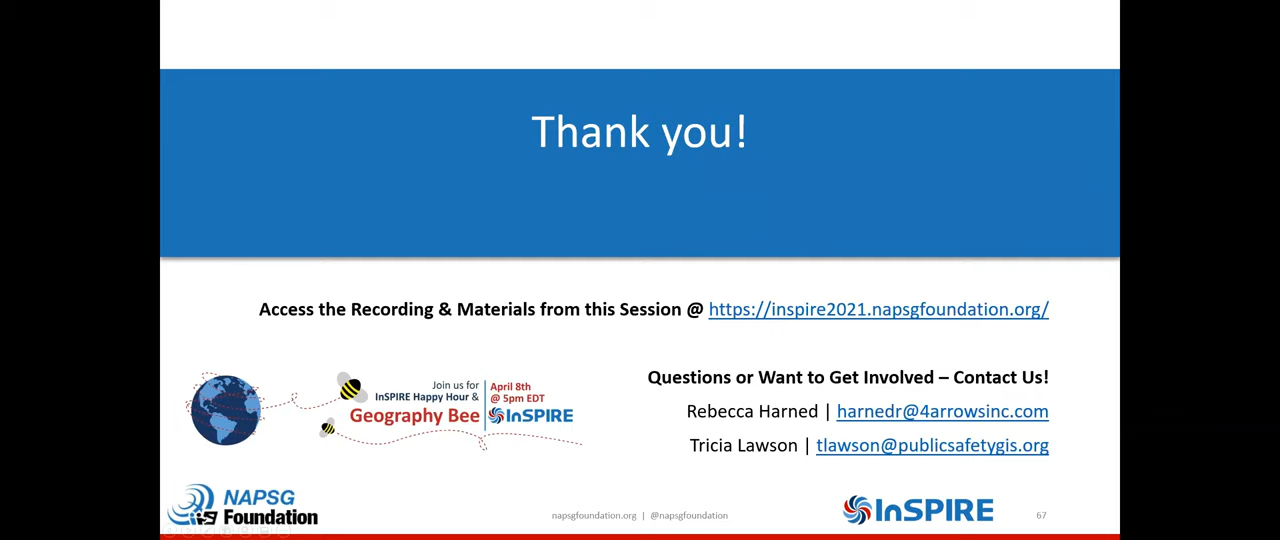 Thank you!
Access the Recording & Materials from this Session @ https://inspire2021.napsgfoundation.org/
Join us for
InSPIRE Happy Hour &
Geography Bee
April 8th
@ 5pm EDT
InSPIRE
Questions or Want to Get Involved – Contact Us!
Rebecca Harned | harnedr@4arrowsinc.com
Tricia Lawson | tlawson@publicsafetygis.org
NAPSG
Foundation
napsgfoundation.org | @napsgfoundation
InSPIRE
67